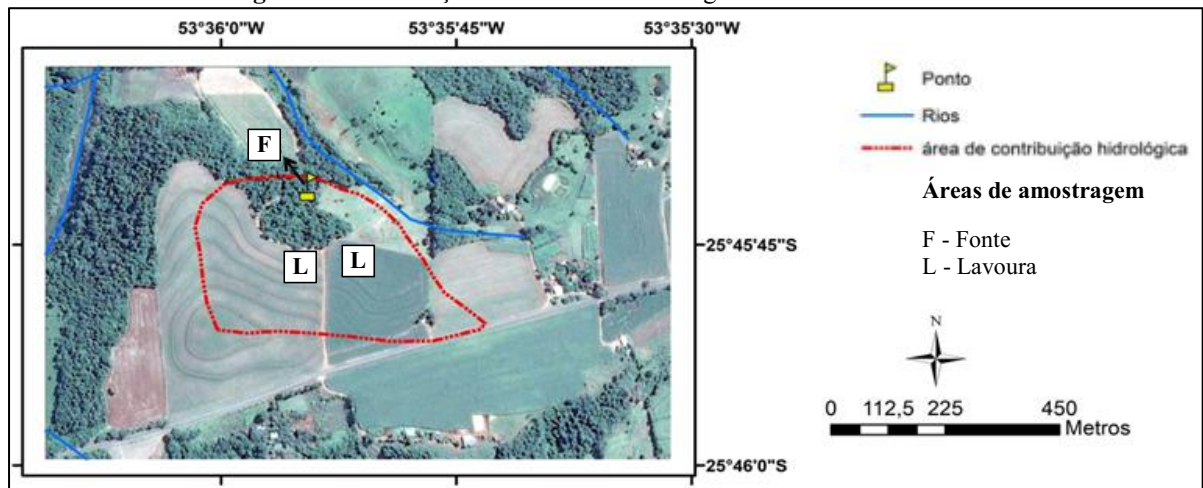 53°36'0"W 53°35'45"W 53°35'30"W
F
L L
25°45'45"S
25°46'0"S
Ponto
Rios
área de contribuição hidrológica
Áreas de amostragem
F - Fonte
L - Lavoura
N
0 112,5 225 450
Metros